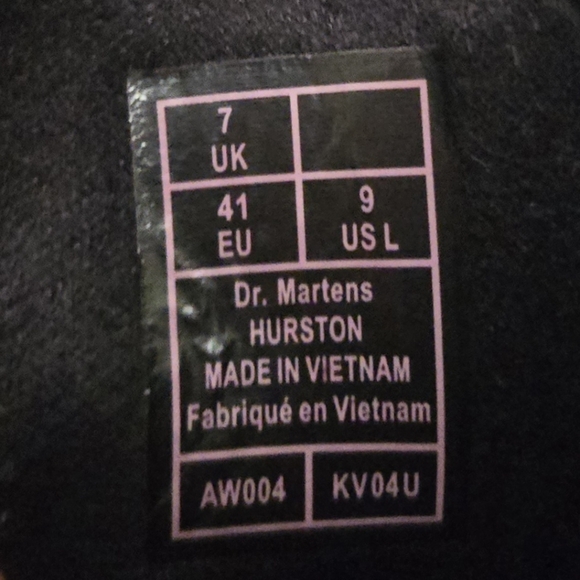 7
UK
41
EU
9
US L
Dr. Martens
HURSTON
MADE IN VIETNAM
Fabriqué en Vietnam
AW004
KV04U